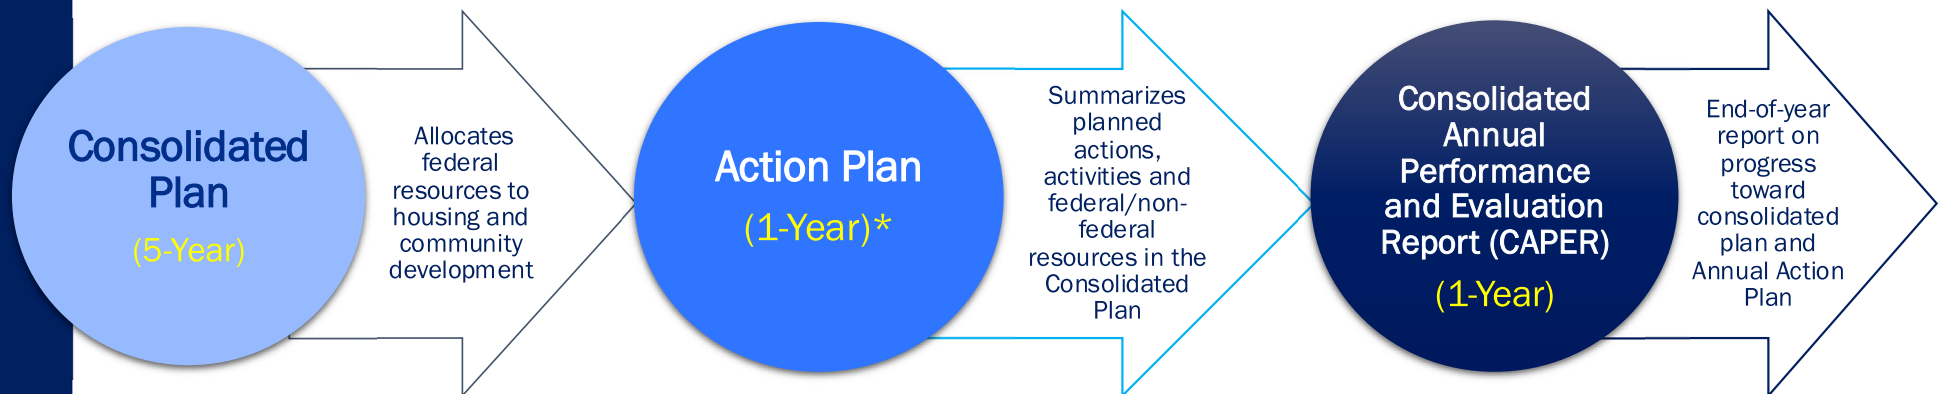 Consolidated
Plan
(5-Year)
Allocates
federal
resources to
housing and
community
development
Action Plan
(1-Year)*
Summarizes
planned
actions,
activities and
federal/non-
federal
resources in the
Consolidated
Plan
Consolidated
Annual
Performance
and Evaluation
Report (CAPER)
(1-Year)
End-of-year
report on
progress
toward
consolidated
plan and
Annual Action
Plan